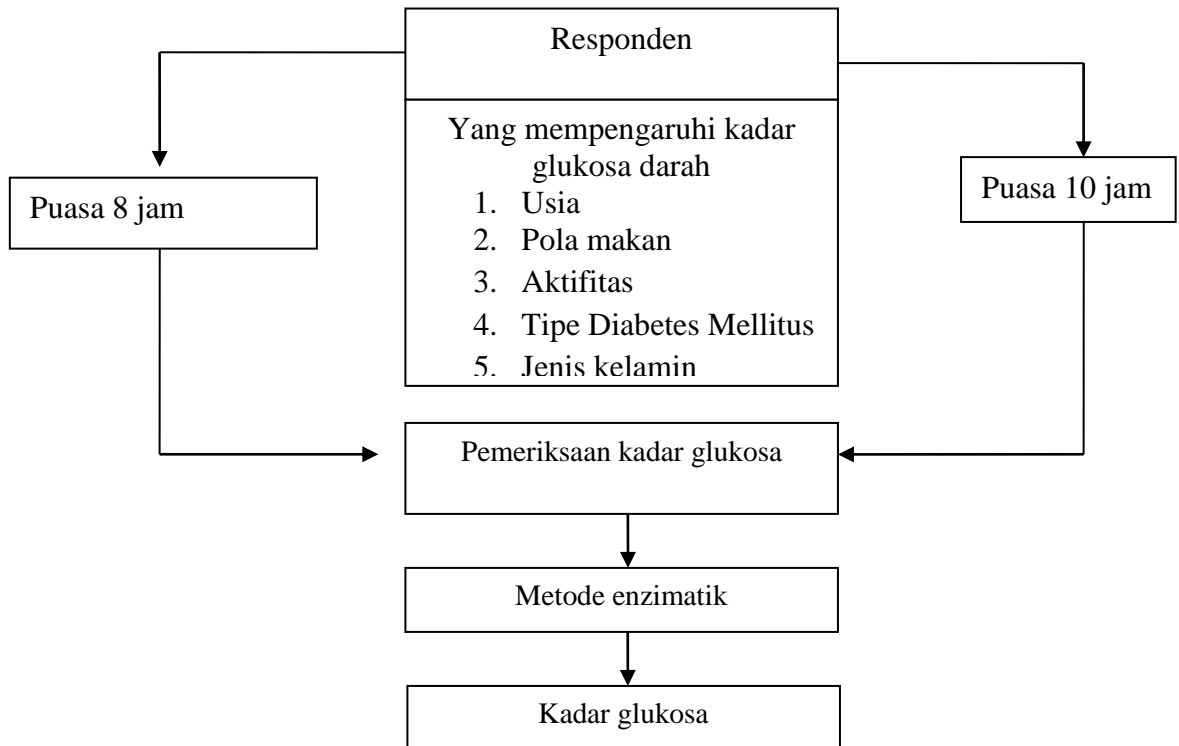 Responden
Yang mempengaruhi kadar
glukosa darah
1. Usia
2. Pola makan
3. Aktifitas
4. Tipe Diabetes Mellitus
5. Jenis kelamin
Puasa 8 jam
Puasa 10 jam
Pemeriksaan kadar glukosa
Metode enzimatik
Kadar glukosa